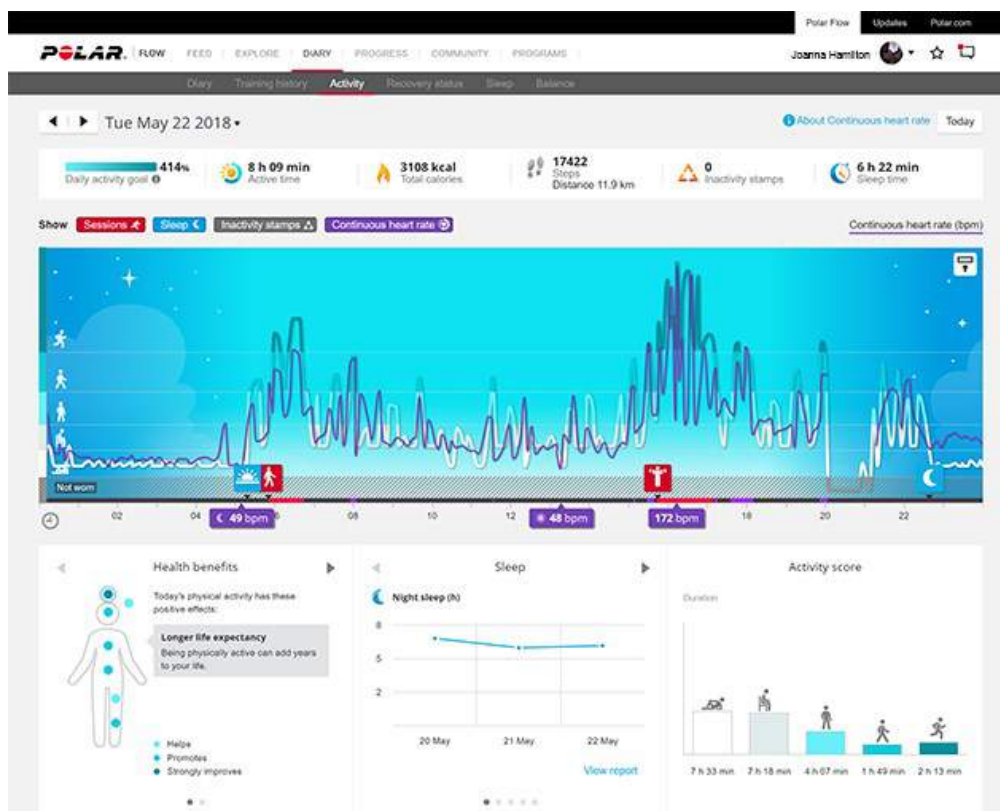 Polar Flow Updates Polar.com
POLAR. FLOW FEED EXPLORE DIARY PROGRESS COMMUNITY PROGRAMS
Joanna Hamilton
Diary Training history Activity Recovery status Sleep Balance
Tue May 22 2018
About Continuous heart rate Today
414%
Daily activity goal
8 h 09 min
Active time
3108 kcal
Total calories
17422
Steps
Distance 11.9 km
0
Inactivity stamps
6 h 22 min
Sleep time
Show Sessions Sleep Inactivity stamps Continuous heart rate
Continuous heart rate (bpm)
Not worn
02 04 6 08 10 12 18 20 22
49 bpm
48 bpm
172 bpm
Health benefits
Today's physical activity has these
positive effects:
Longer life expectancy
Being physically active can add years
to your life.
Helps
Promotes
Strongly improves
Sleep
Night sleep (h)
8
5
2
20 May 21 May 22 May
View report
Activity score
Duration
7 h 33 min 7 h 18 min 4 h 07 min 1 h 49 min 2 h 13 min